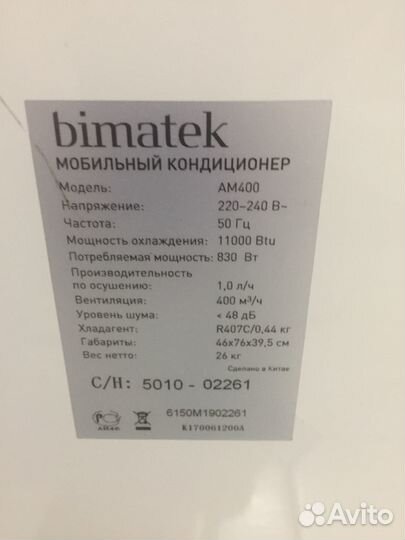 bimatek
МОБИЛЬНЫЙ КОНДИЦИОНЕР
Модель: AM400
Напряжение: 220–240 В~
Частота: 50 Гц
Мощность охлаждения: 11000 Btu
Потребляемая мощность: 830 Вт
Производительность
по осушению: 1,0 л/ч
Вентиляция: 400 м³/ч
Уровень шума: < 48 дБ
Хладагент: R407C/0,44 кг
Габариты: 46x76x39,5 см
Вес нетто: 26 кг
Сделано в Китае
С/Н: 5010 - 02261
6150M1902261
K170061200A
Avito